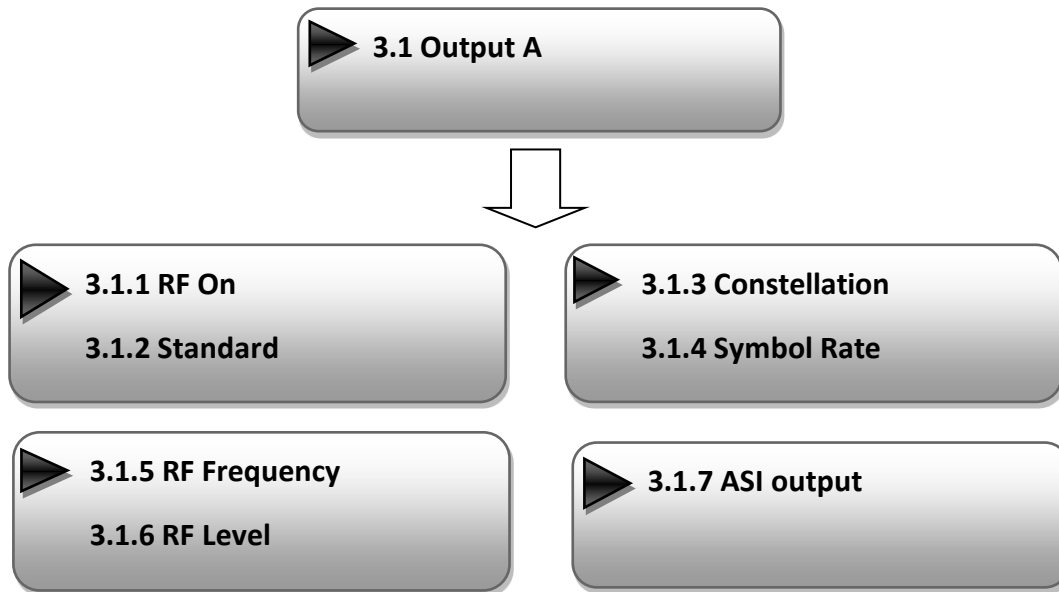 3.1 Output A
3.1.1 RF On
3.1.2 Standard
3.1.3 Constellation
3.1.4 Symbol Rate
3.1.5 RF Frequency
3.1.6 RF Level
3.1.7 ASI output